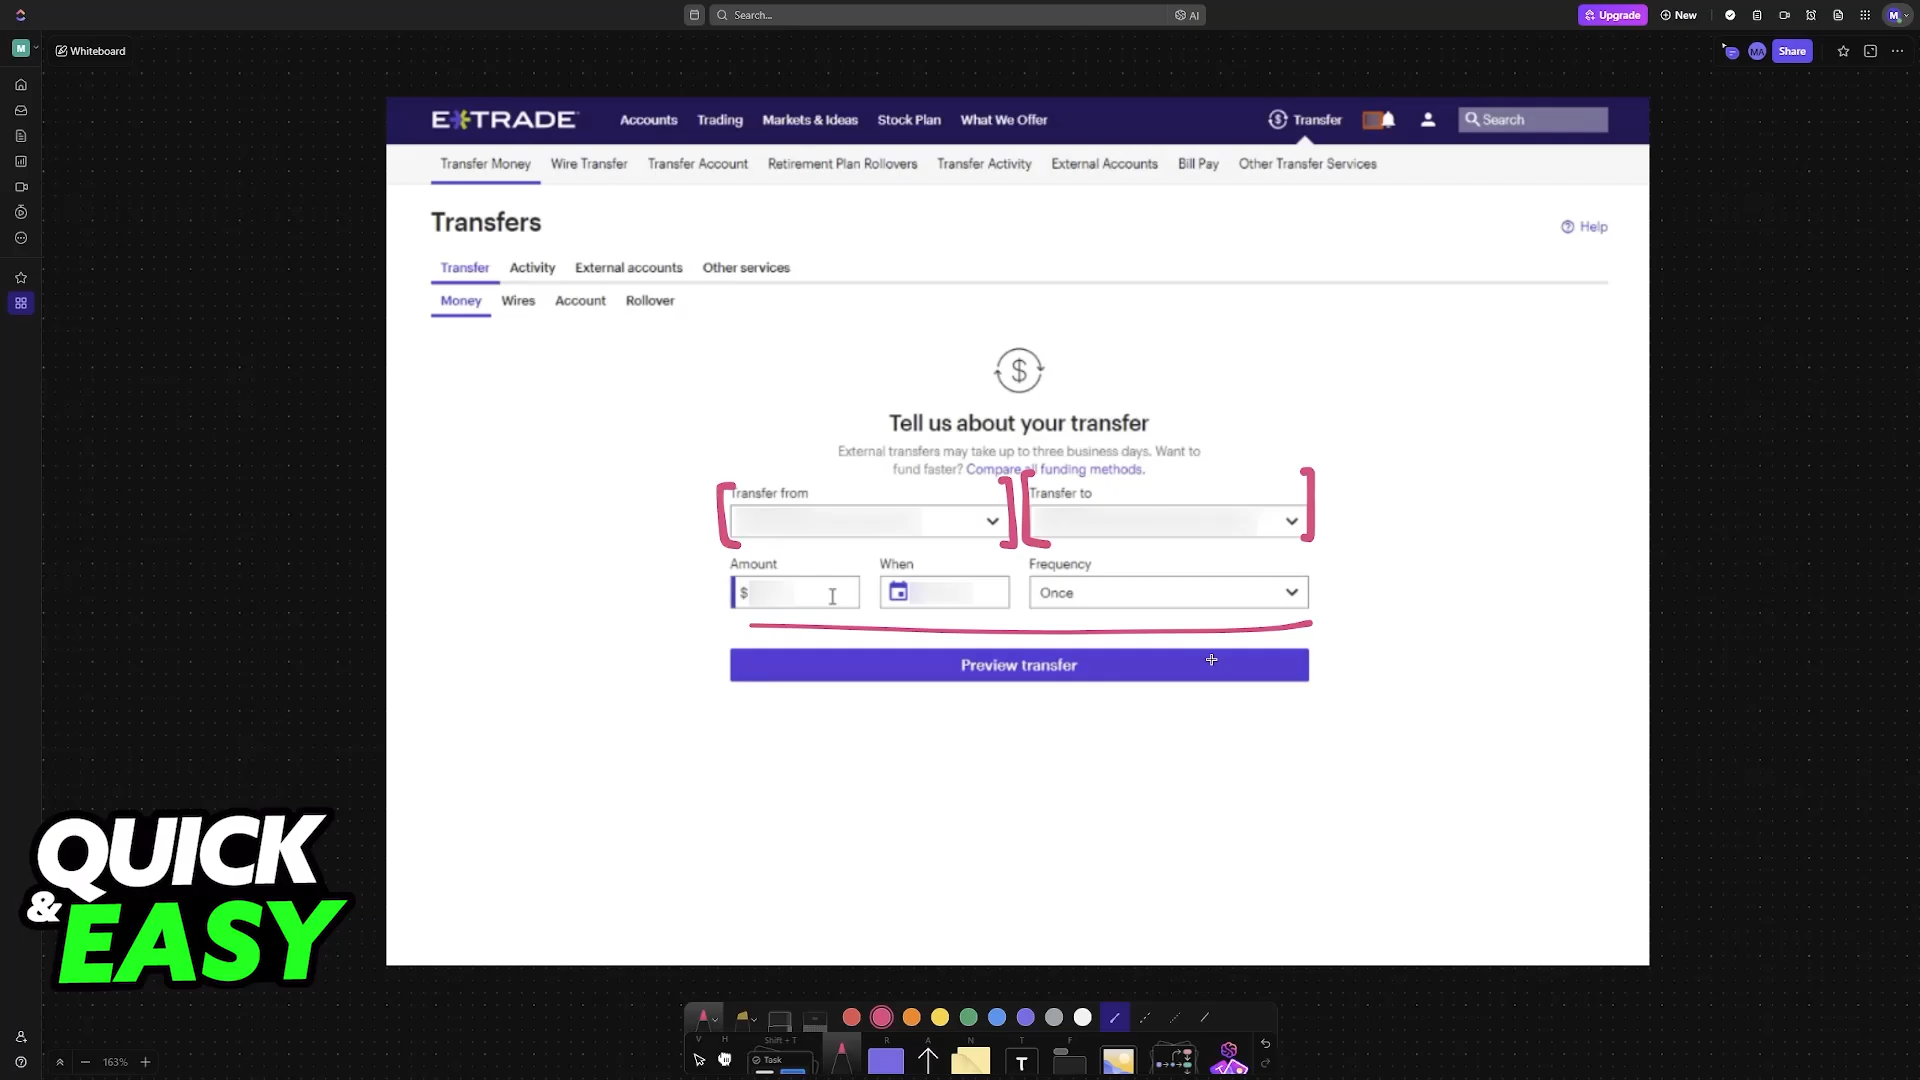 Search...
AI
Upgrade
New
M
M
Whiteboard
MA
Share
E*TRADE
Accounts
Trading
Markets & Ideas
Stock Plan
What We Offer
Transfer
Search
Transfer Money
Wire Transfer
Transfer Account
Retirement Plan Rollovers
Transfer Activity
External Accounts
Bill Pay
Other Transfer Services
Transfers
Help
Transfer
Activity
External accounts
Other services
Money
Wires
Account
Rollover
$
Tell us about your transfer
External transfers may take up to three business days. Want to
fund faster? Compare all funding methods.
Transfer from
Transfer to
Amount
When
Frequency
$
Once
Preview transfer
QUICK
& EASY
V
H
Shift + T
R
A
N
T
F
Task
T
163%